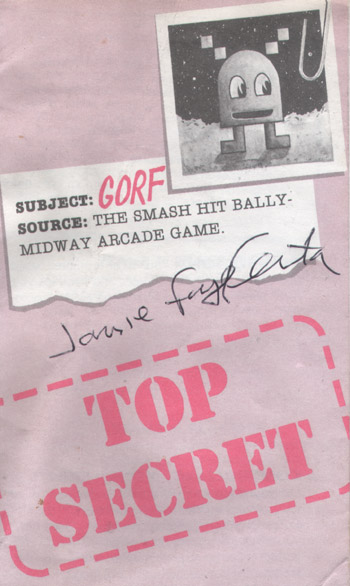 SUBJECT: GORF
SOURCE: THE SMASH HIT BALLY-
MIDWAY ARCADE GAME.
TOP
SECRET